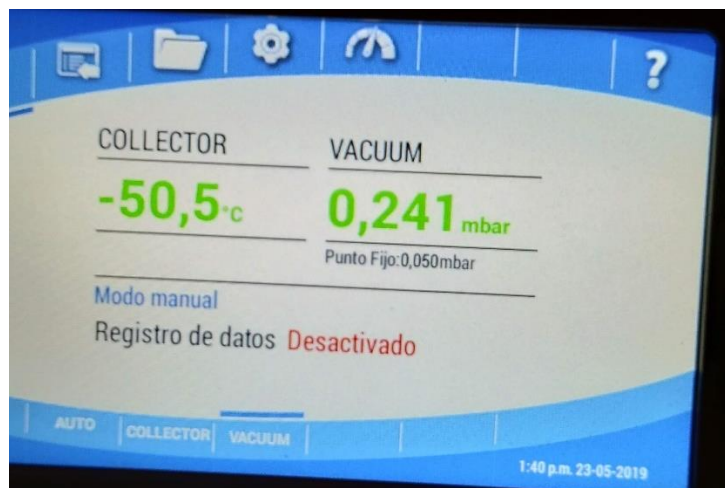 ?
COLLECTOR
-50,5 °C
VACUUM
0,241 mbar
Punto Fijo:0,050mbar
Modo manual
Registro de datos Desactivado
AUTO COLLECTOR VACUUM
1:40 p.m. 23-05-2019